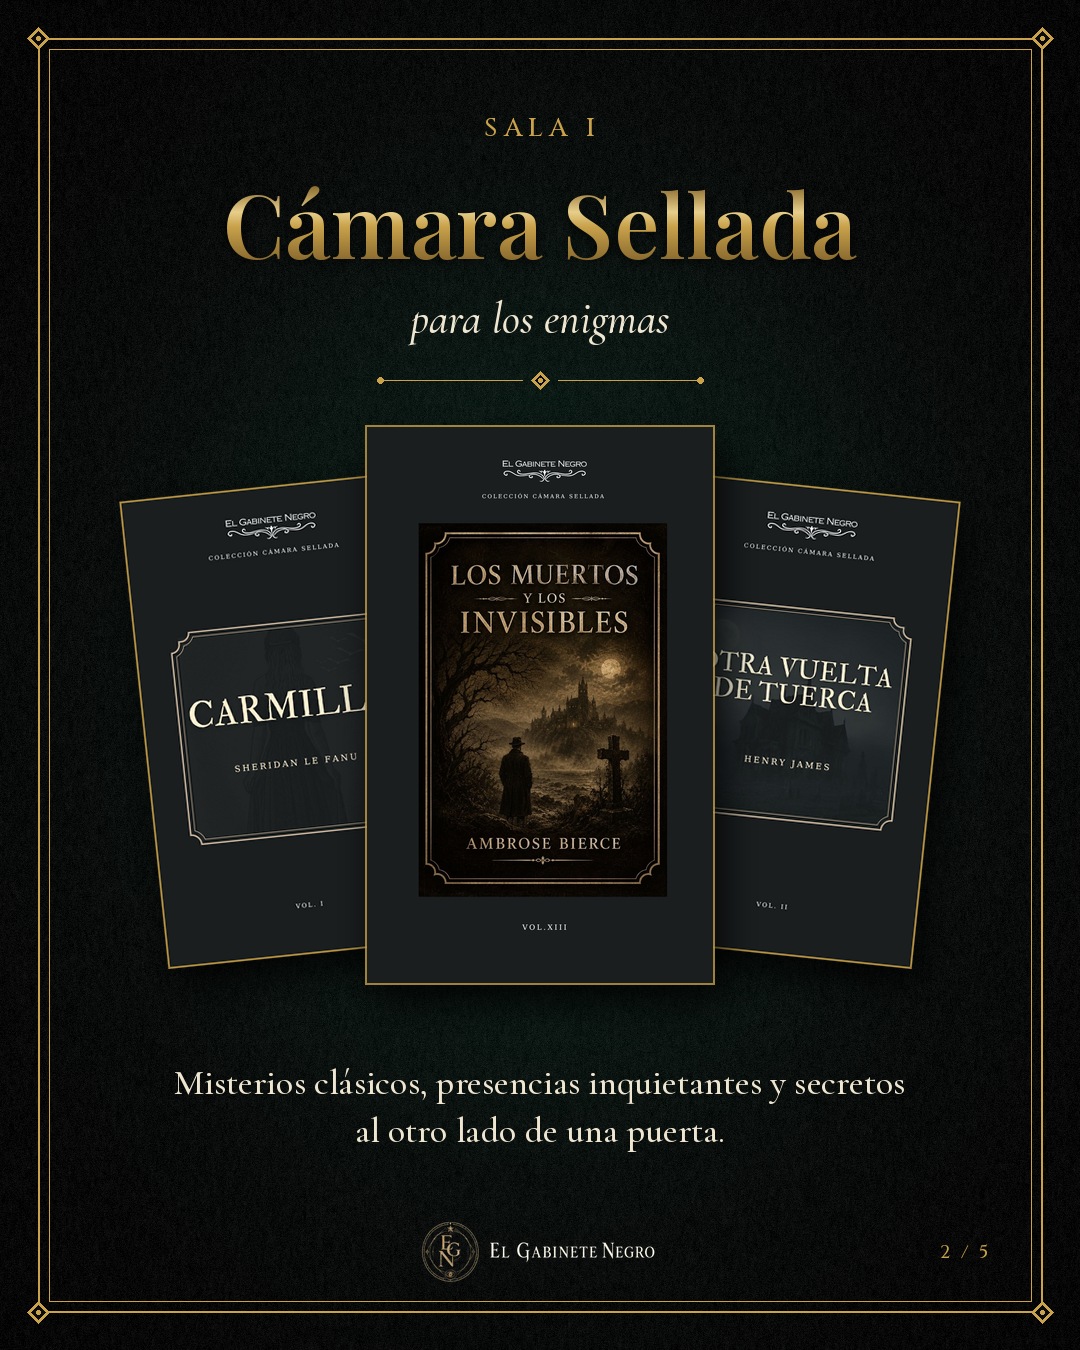 SALA I
Cámara Sellada
para los enigmas
EL GABINETE NEGRO
COLECCIÓN CÁMARA SELLADA
CARMILL
SHERIDAN LE FANU
VOL. I
EL GABINETE NEGRO
COLECCIÓN CÁMARA SELLADA
LOS MUERTOS
Y LOS
INVISIBLES
AMBROSE BIERCE
VOL.XIII
EL GABINETE NEGRO
COLECCIÓN CÁMARA SELLADA
OTRA VUELTA
DE TUERCA
HENRY JAMES
VOL. II
Misterios clásicos, presencias inquietantes y secretos
al otro lado de una puerta.
EGN
EL GABINETE NEGRO
2 / 5